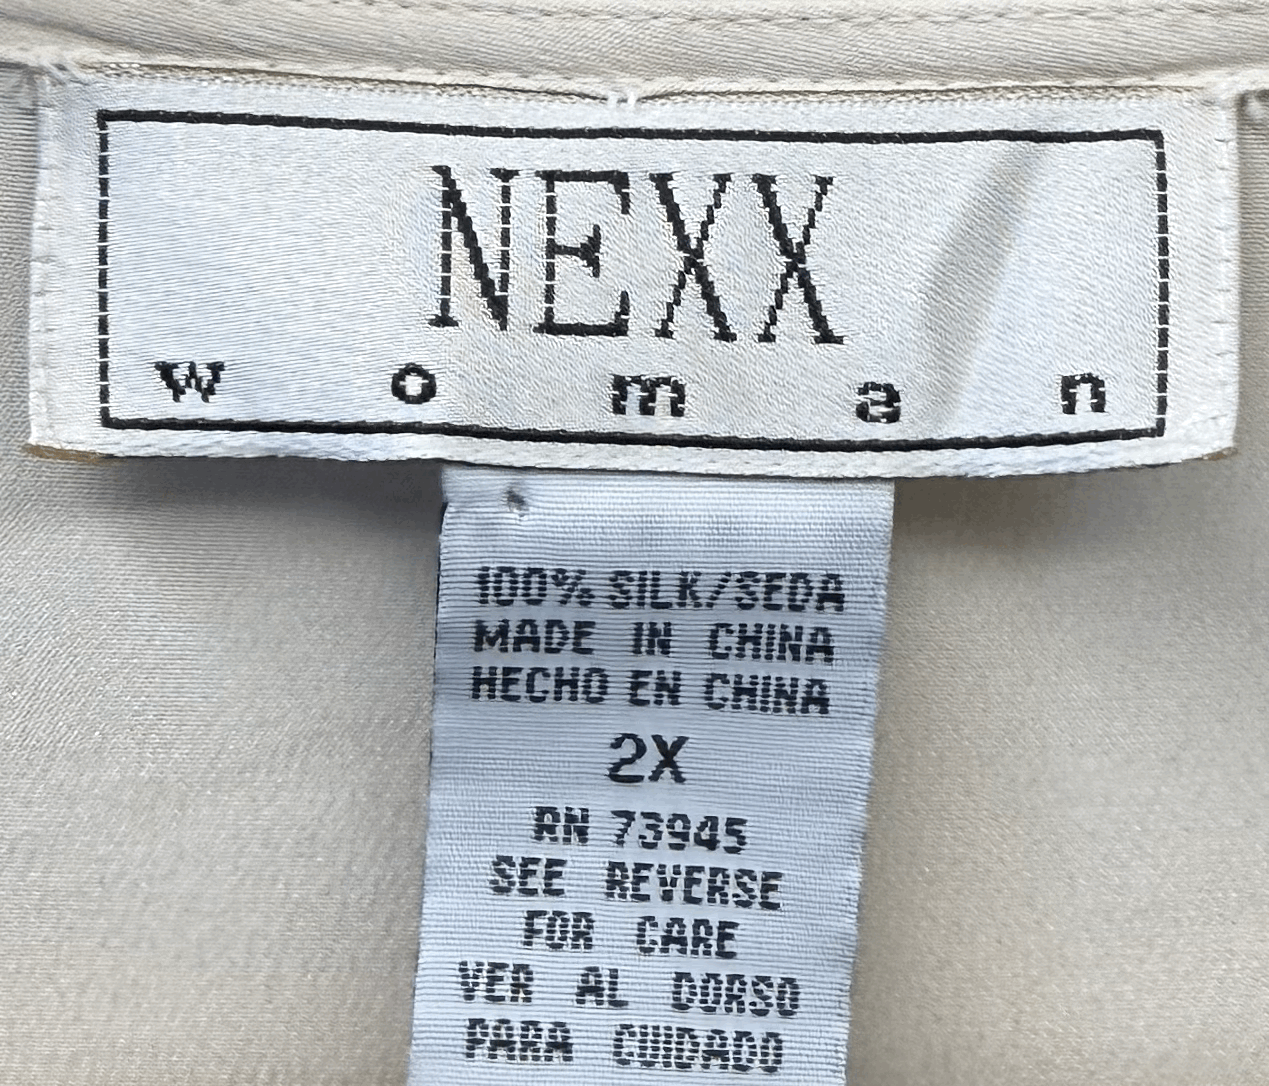 NEXX
woman
100% SILK/SEDA
MADE IN CHINA
HECHO EN CHINA
2X
RN 73945
SEE REVERSE
FOR CARE
VER AL DORSO
PARA CUIDADO